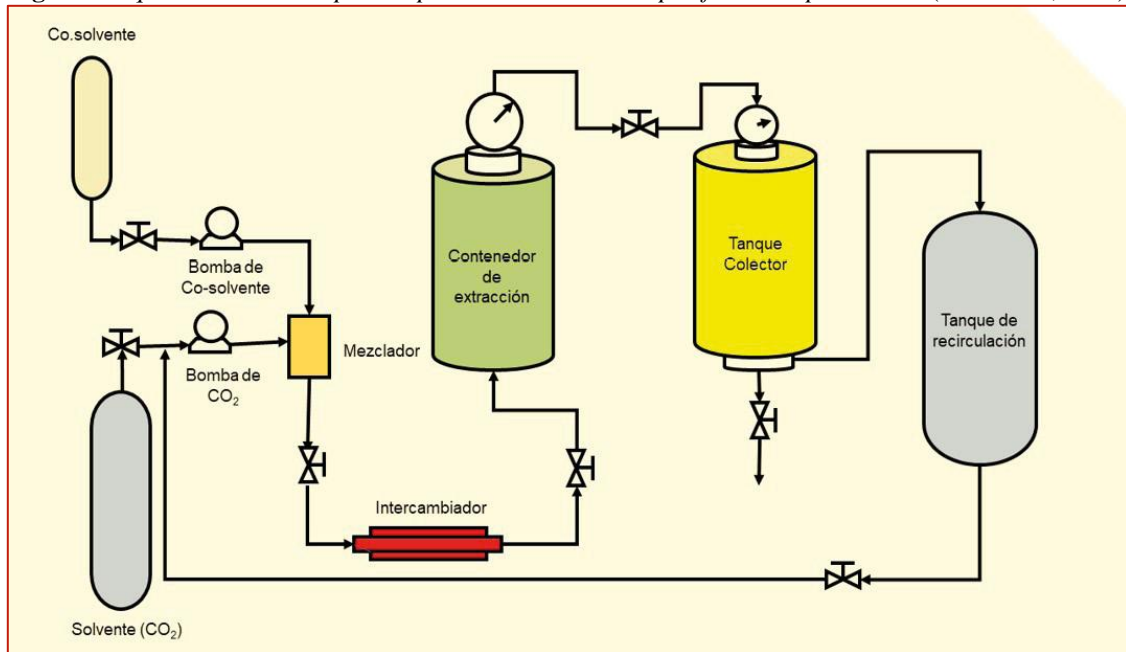 Co.solvente
Bomba de
Co-solvente
Bomba de
CO₂
Mezclador
Solvente (CO₂)
Intercambiador
Contenedor
de
extracción
Tanque
Colector
Tanque de
recirculación